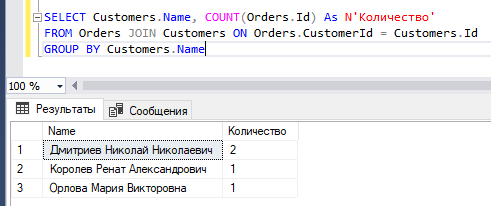 SELECT Customers.Name, COUNT(Orders.Id) As N'Количество'
FROM Orders JOIN Customers ON Orders.CustomerId = Customers.Id
GROUP BY Customers.Name
100 %
Результаты Сообщения
Name Количество
1 Дмитриев Николай Николаевич 2
2 Королев Ренат Александрович 1
3 Орлова Мария Викторовна 1